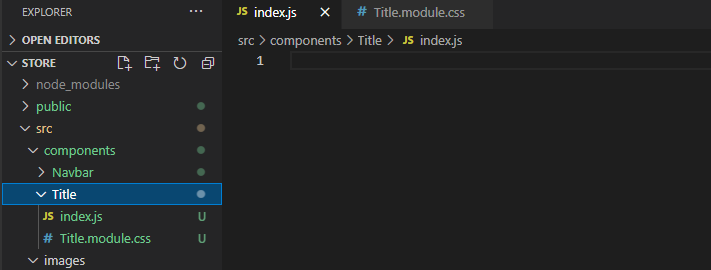 EXPLORER ...
OPEN EDITORS
STORE
node_modules
public
src
components
Navbar
Title
JS index.js U
# Title.module.css U
images
JS index.js ×
# Title.module.css
src > components > Title > JS index.js
1